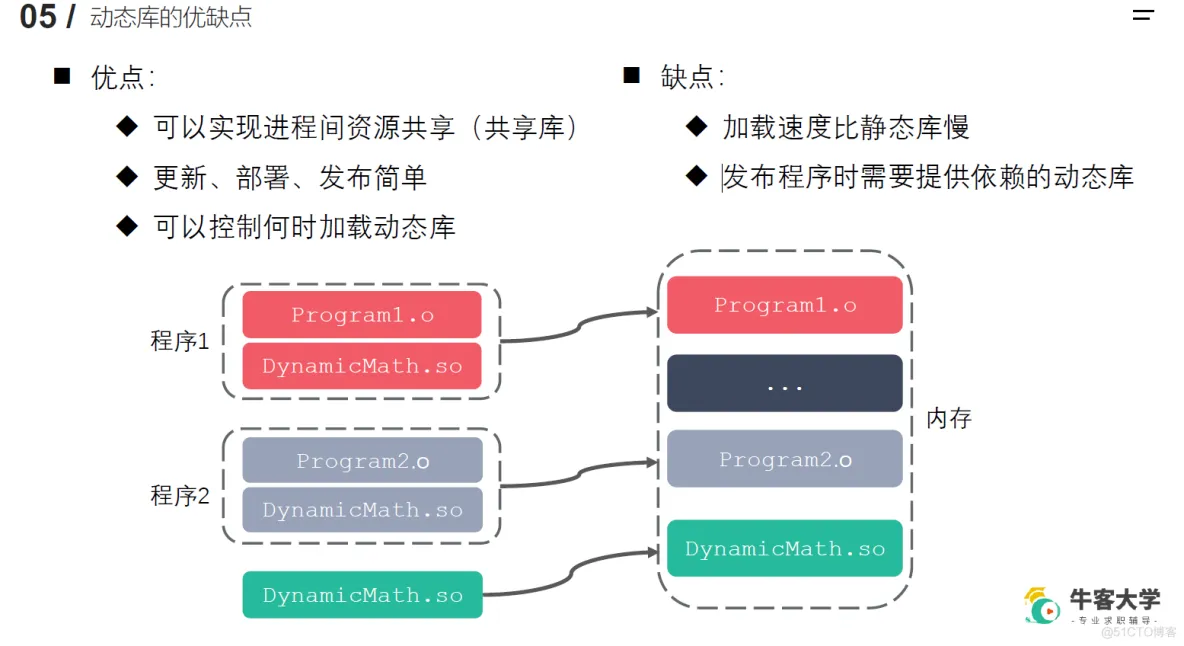 05 / 动态库的优缺点
■ 优点：
◆ 可以实现进程间资源共享（共享库）
◆ 更新、部署、发布简单
◆ 可以控制何时加载动态库
■ 缺点：
◆ 加载速度比静态库慢
◆ 发布程序时需要提供依赖的动态库
程序1
Program1.o
DynamicMath.so
程序2
Program2.o
DynamicMath.so
DynamicMath.so
Program1.o
...
Program2.o
DynamicMath.so
内存
牛客大学
-专业求职辅导-
@51CTO博客